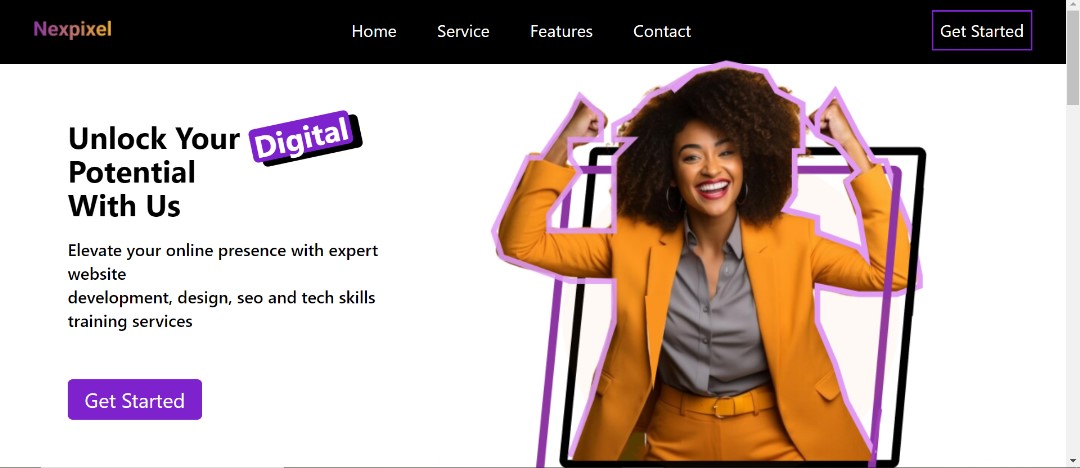 Nexpixel
Home Service Features Contact
Get Started
Unlock Your Digital
Potential
With Us
Elevate your online presence with expert
website
development, design, seo and tech skills
training services
Get Started